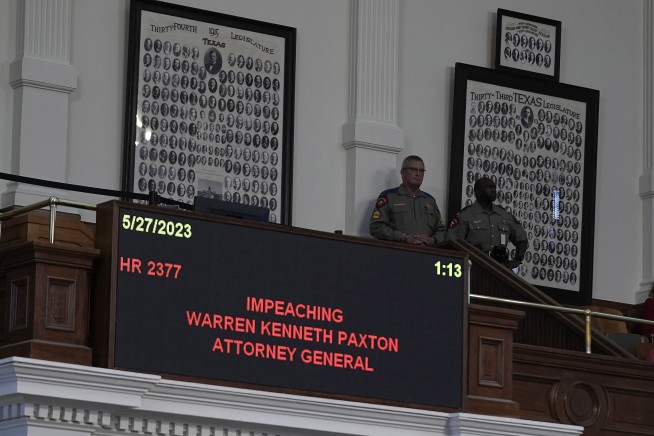 THIRTY-FOURTH 1915 LEGISLATURE
TEXAS
THIRTY-THIRD TEXAS LEGISLATURE
5/27/2023
HR 2377
1:13
IMPEACHING
WARREN KENNETH PAXTON
ATTORNEY GENERAL